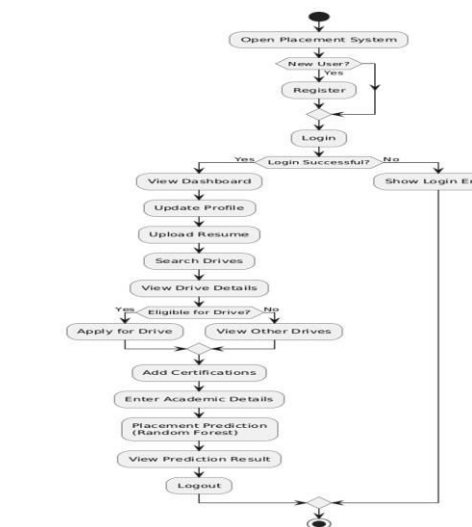 Open Placement System
New User?
Yes
Register
Login
Yes
Login Successful?
No
View Dashboard
Show Login Er
Update Profile
Upload Resume
Search Drives
View Drive Details
Yes
Eligible for Drive?
No
Apply for Drive
View Other Drives
Add Certifications
Enter Academic Details
Placement Prediction
(Random Forest)
View Prediction Result
Logout